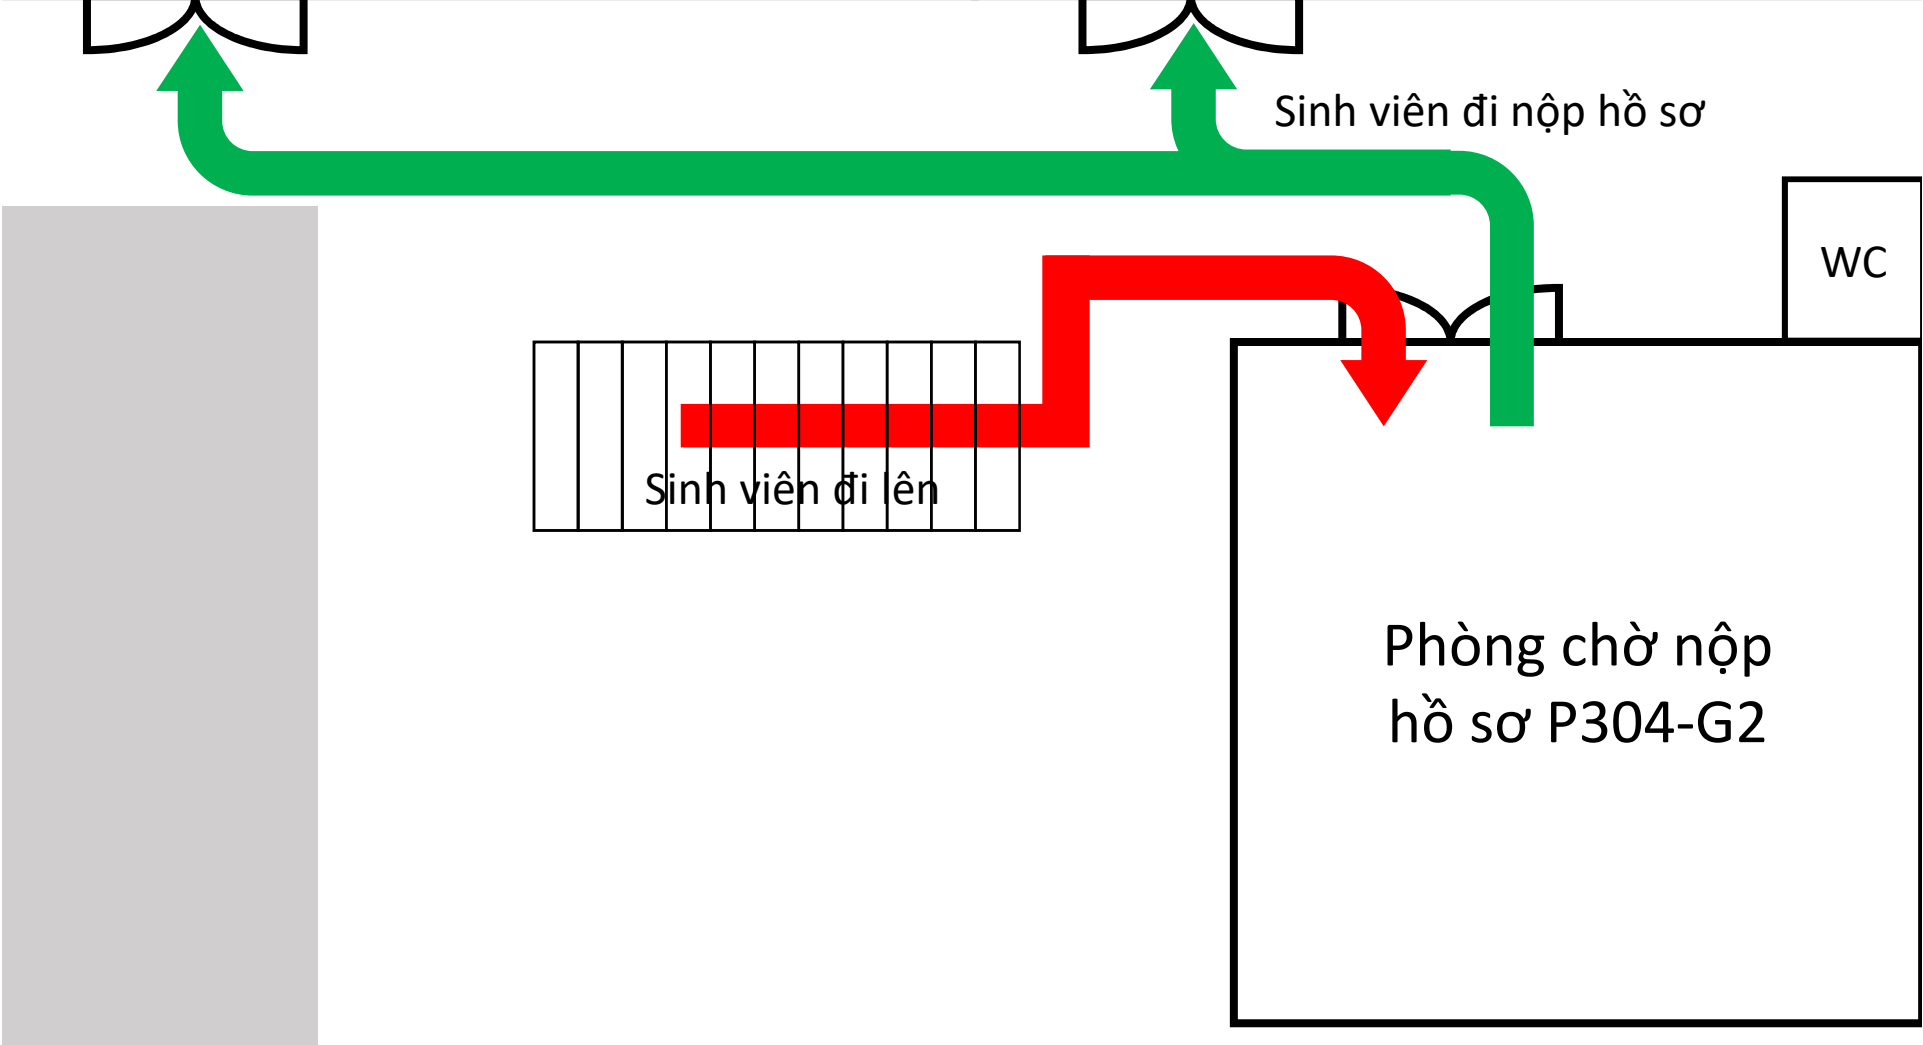 Sinh viên đi nộp hồ sơ
WC
Sinh viên đi lên
Phòng chờ nộp
hồ sơ P304-G2